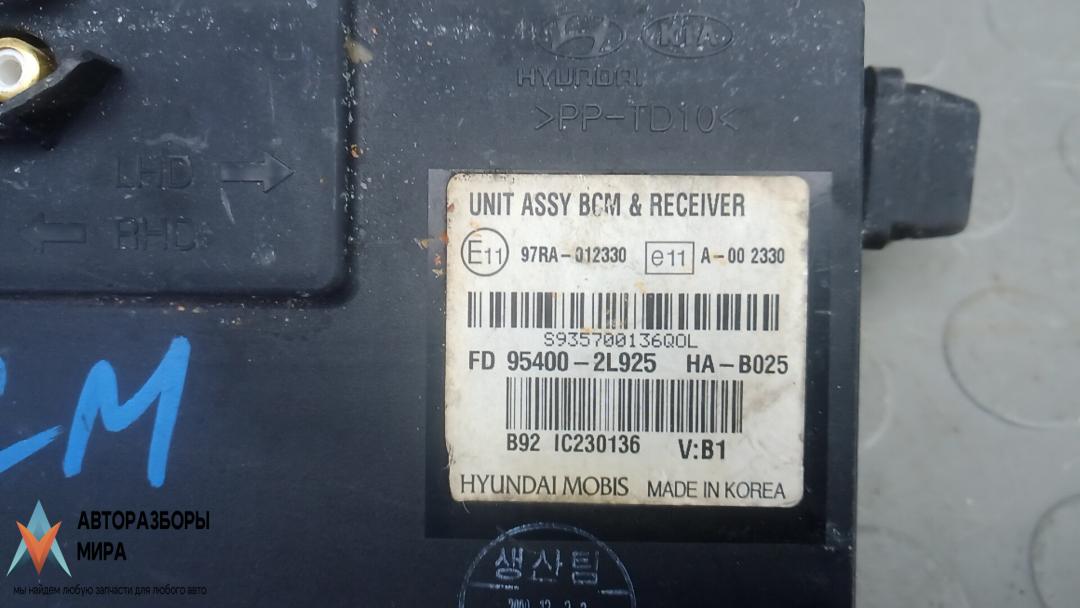 KIA
HYUNDAI
>PP-TD10<
LHD
RHD
UNIT ASSY BCM & RECEIVER
E11 97RA-012330 e11 A-00 2330
S935700136QOL
FD 95400-2L925 HA-B025
B92 IC230136 V:B1
HYUNDAI MOBIS MADE IN KOREA
АВТОРАЗБОРЫ
МИРА
мы найдем любую запчасти для любого авто
생산팀